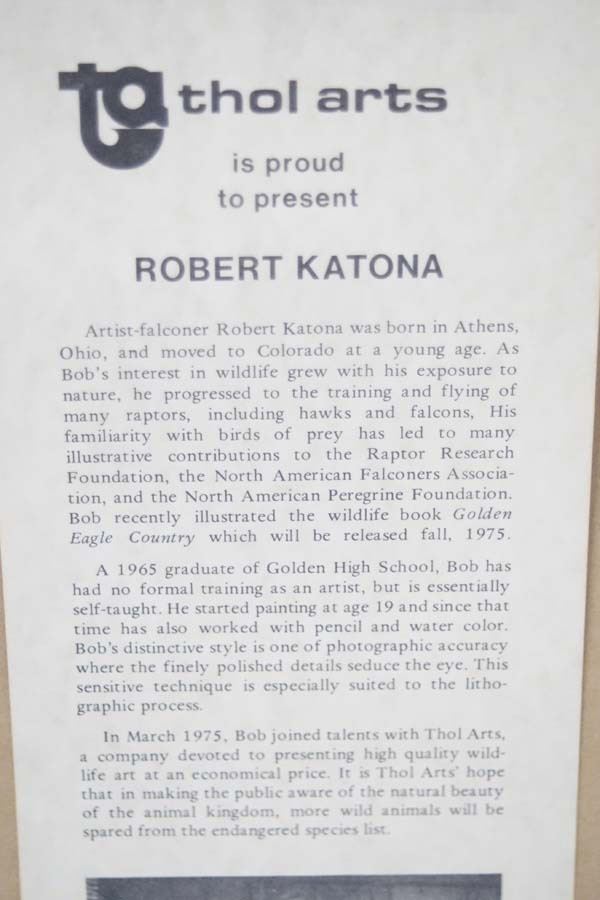 ta thol arts
is proud
to present
ROBERT KATONA
Artist-falconer Robert Katona was born in Athens,
Ohio, and moved to Colorado at a young age. As
Bob's interest in wildlife grew with his exposure to
nature, he progressed to the training and flying of
many raptors, including hawks and falcons, His
familiarity with birds of prey has led to many
illustrative contributions to the Raptor Research
Foundation, the North American Falconers Associa-
tion, and the North American Peregrine Foundation.
Bob recently illustrated the wildlife book Golden
Eagle Country which will be released fall, 1975.
A 1965 graduate of Golden High School, Bob has
had no formal training as an artist, but is essentially
self-taught. He started painting at age 19 and since that
time has also worked with pencil and water color.
Bob's distinctive style is one of photographic accuracy
where the finely polished details seduce the eye. This
sensitive technique is especially suited to the litho-
graphic process.
In March 1975, Bob joined talents with Thol Arts,
a company devoted to presenting high quality wild-
life art at an economical price. It is Thol Arts' hope
that in making the public aware of the natural beauty
of the animal kingdom, more wild animals will be
spared from the endangered species list.